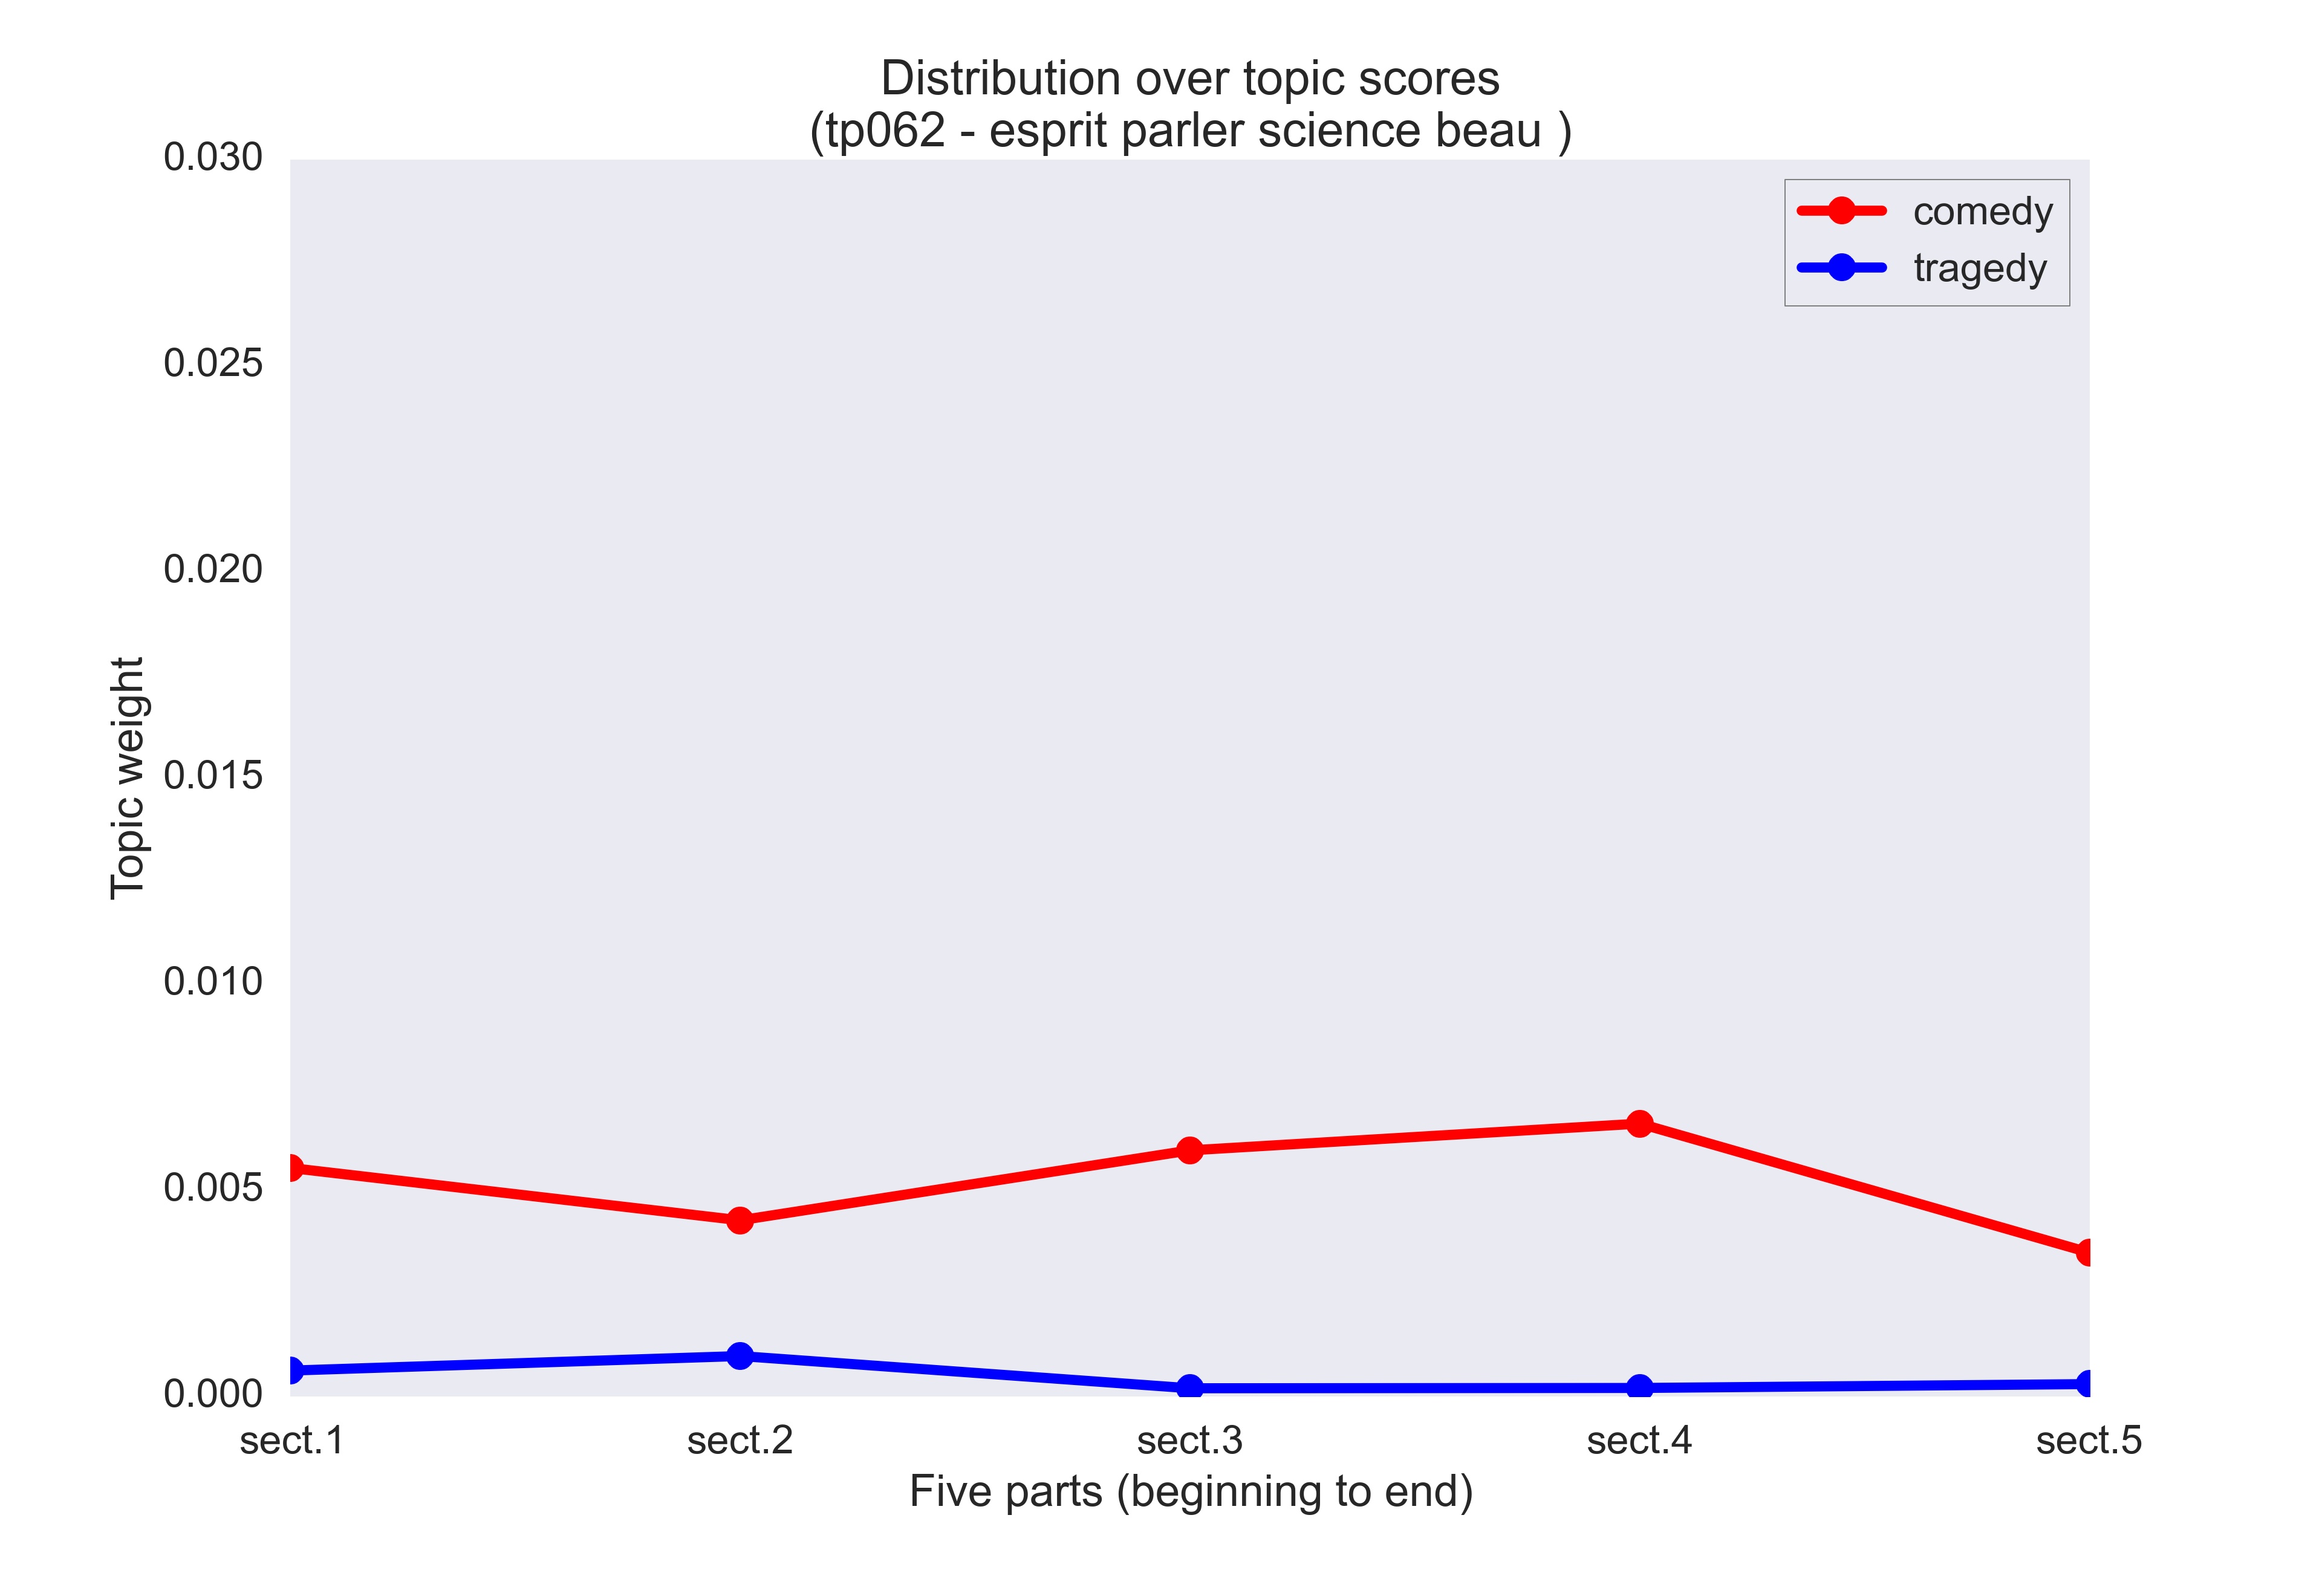 Distribution over topic scores
(tp062 - esprit parler science beau )
0.030
0.025
0.020
0.015
0.010
0.005
0.000
Topic weight
comedy
tragedy
sect.1
sect.2
sect.3
sect.4
sect.5
Five parts (beginning to end)